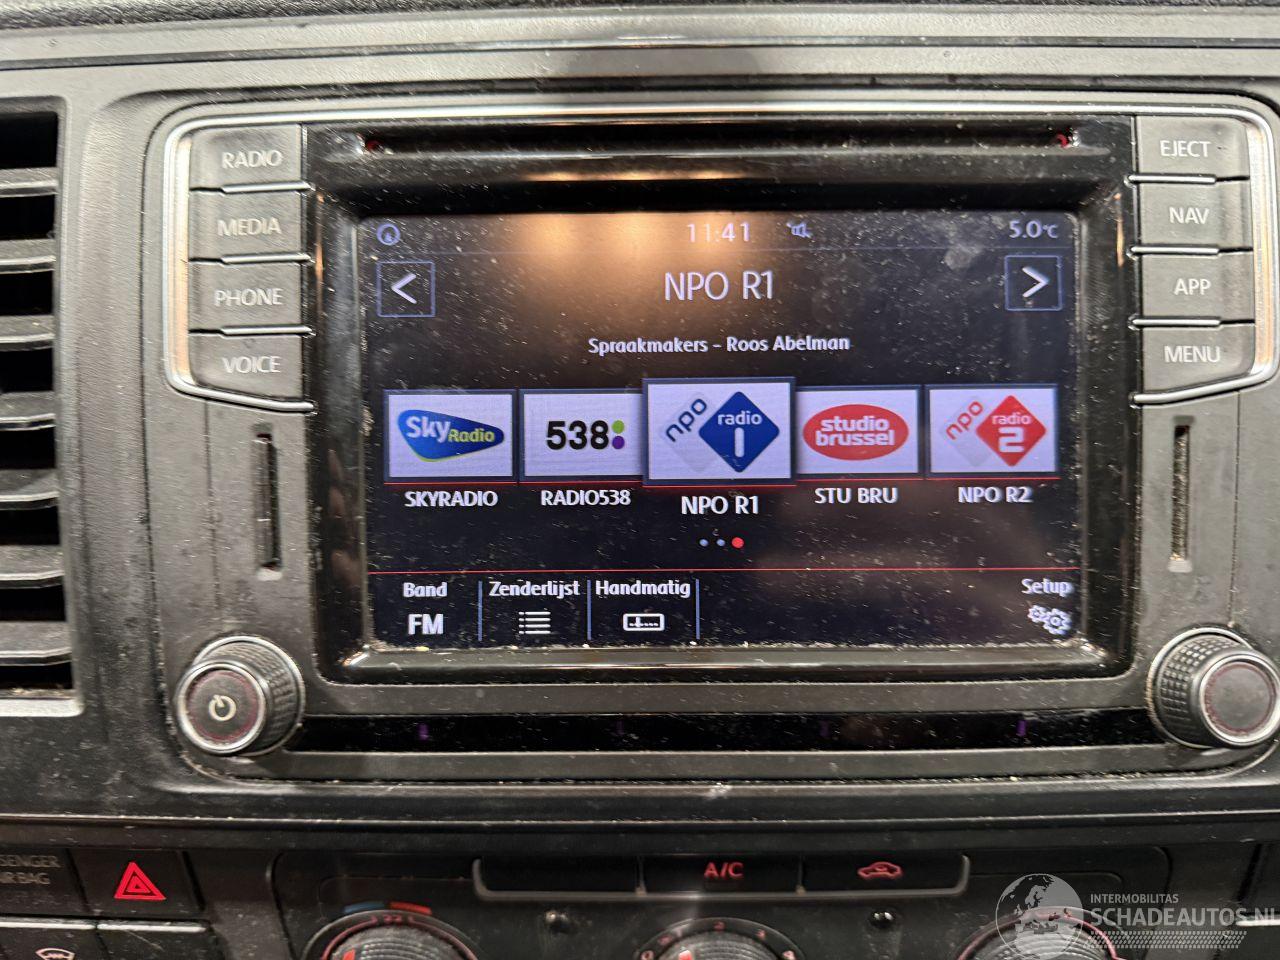 RADIO
MEDIA
PHONE
VOICE
EJECT
NAV
APP
MENU
11:41
5.0°C
<
NPO R1
>
Spraakmakers - Roos Abelman
Sky Radio
538
npo radio 1
studio brussel
npo radio 2
SKYRADIO
RADIO538
NPO R1
STU BRU
NPO R2
Band
Zenderlijst
Handmatig
Setup
FM
A/C
22
INTERMOBILITAS
SCHADEAUTOS.NL